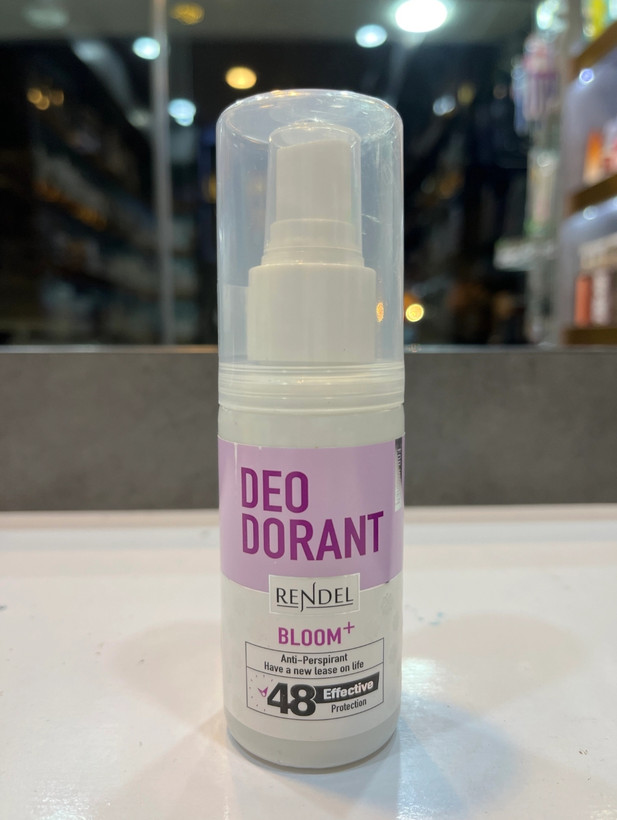 DEO
DORANT
RENDEL
BLOOM+
Anti-Perspirant
Have a new lease on life
48 Effective
Protection